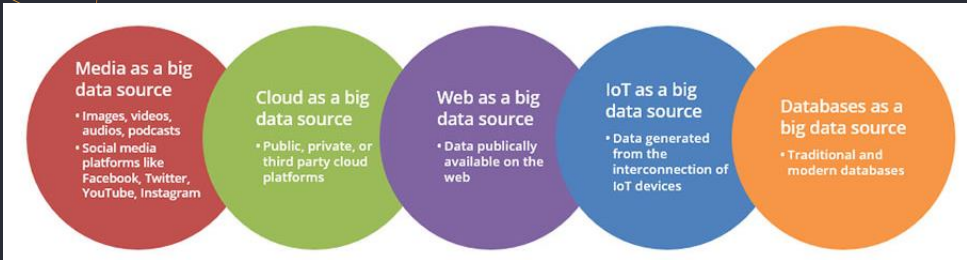 Media as a big
data source
• Images, videos,
audios, podcasts
• Social media
platforms like
Facebook, Twitter,
YouTube, Instagram
Cloud as a big
data source
• Public, private, or
third party cloud
platforms
Web as a big
data source
• Data publically
available on the
web
IoT as a big
data source
• Data generated
from the
interconnection of
IoT devices
Databases as a
big data source
• Traditional and
modern databases